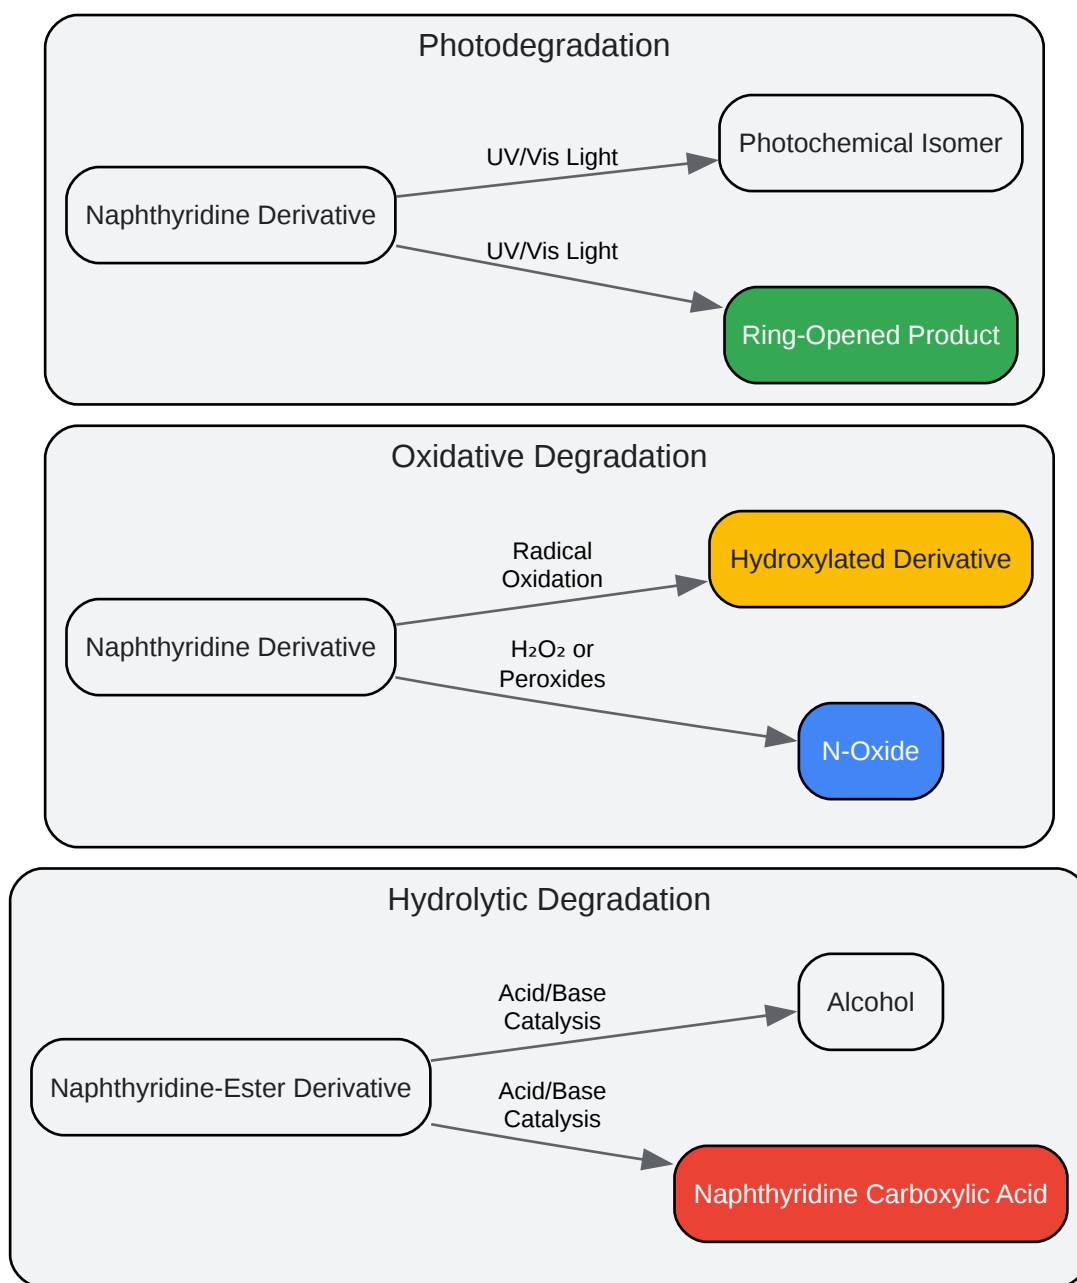 Photodegradation
Naphthyridine Derivative
UV/Vis Light
Photochemical Isomer
UV/Vis Light
Ring-Opened Product
Oxidative Degradation
Naphthyridine Derivative
Radical
Oxidation
Hydroxylated Derivative
H₂O₂ or
Peroxides
N-Oxide
Hydrolytic Degradation
Naphthyridine-Ester Derivative
Acid/Base
Catalysis
Alcohol
Acid/Base
Catalysis
Naphthyridine Carboxylic Acid